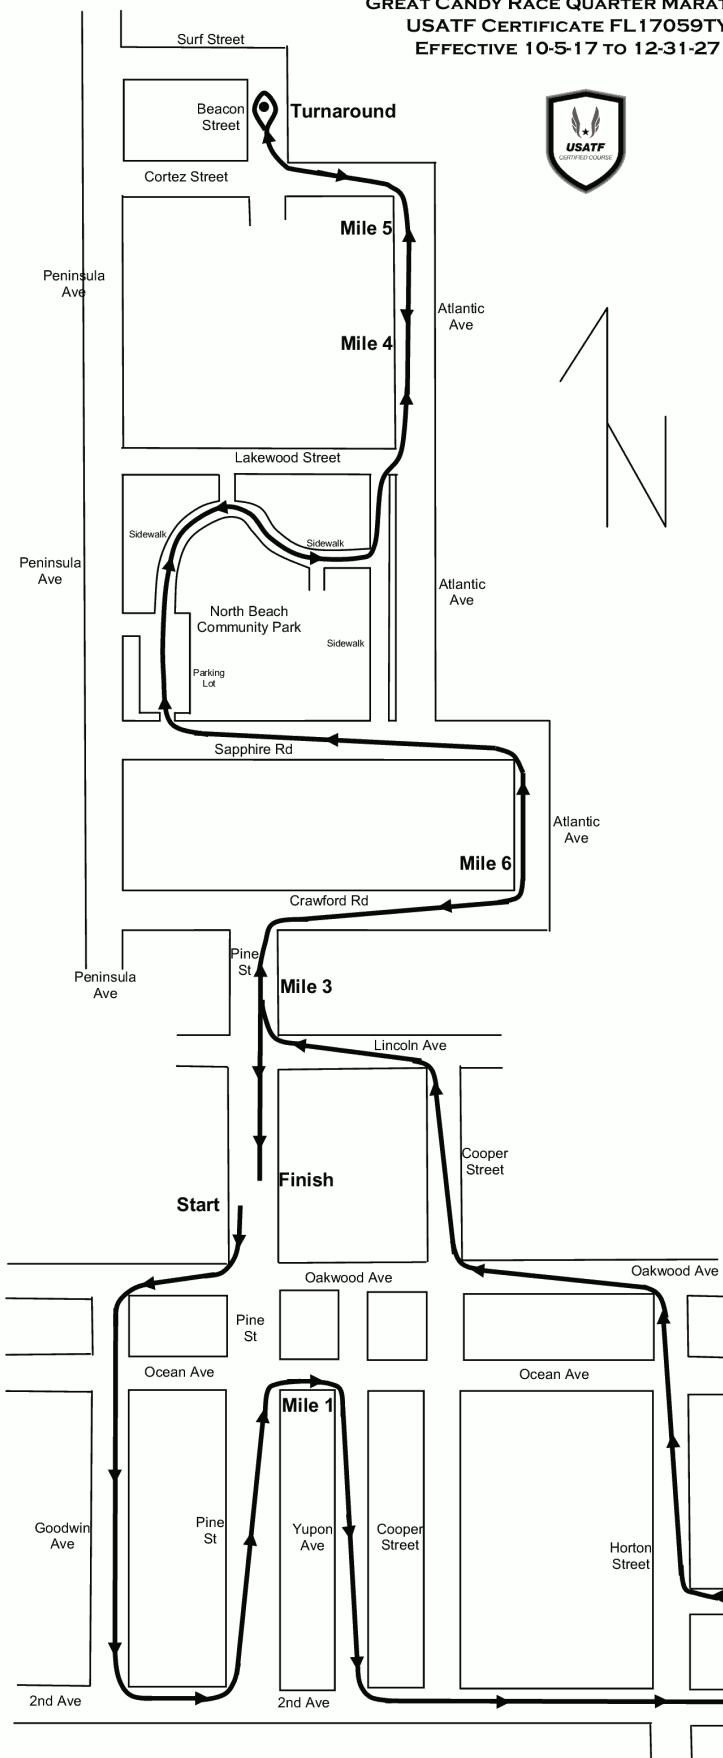 GREAT CANDY RACE QUARTER MARAT
USATF CERTIFICATE FL17059TY
EFFECTIVE 10-5-17 TO 12-31-27
Surf Street
Beacon
Street
Turnaround
USATF
CERTIFIED COURSE
Cortez Street
Mile 5
Peninsula
Ave
Atlantic
Ave
Mile 4
N
Lakewood Street
Sidewalk
Sidewalk
Peninsula
Ave
Atlantic
Ave
North Beach
Community Park
Sidewalk
Parking
Lot
Sapphire Rd
Atlantic
Ave
Mile 6
Crawford Rd
Pine
St
Peninsula
Ave
Mile 3
Lincoln Ave
Cooper
Street
Finish
Start
Oakwood Ave
Oakwood Ave
Pine
St
Ocean Ave
Ocean Ave
Mile 1
Goodwin
Ave
Pine
St
Yupon
Ave
Cooper
Street
Horton
Street
2nd Ave
2nd Ave